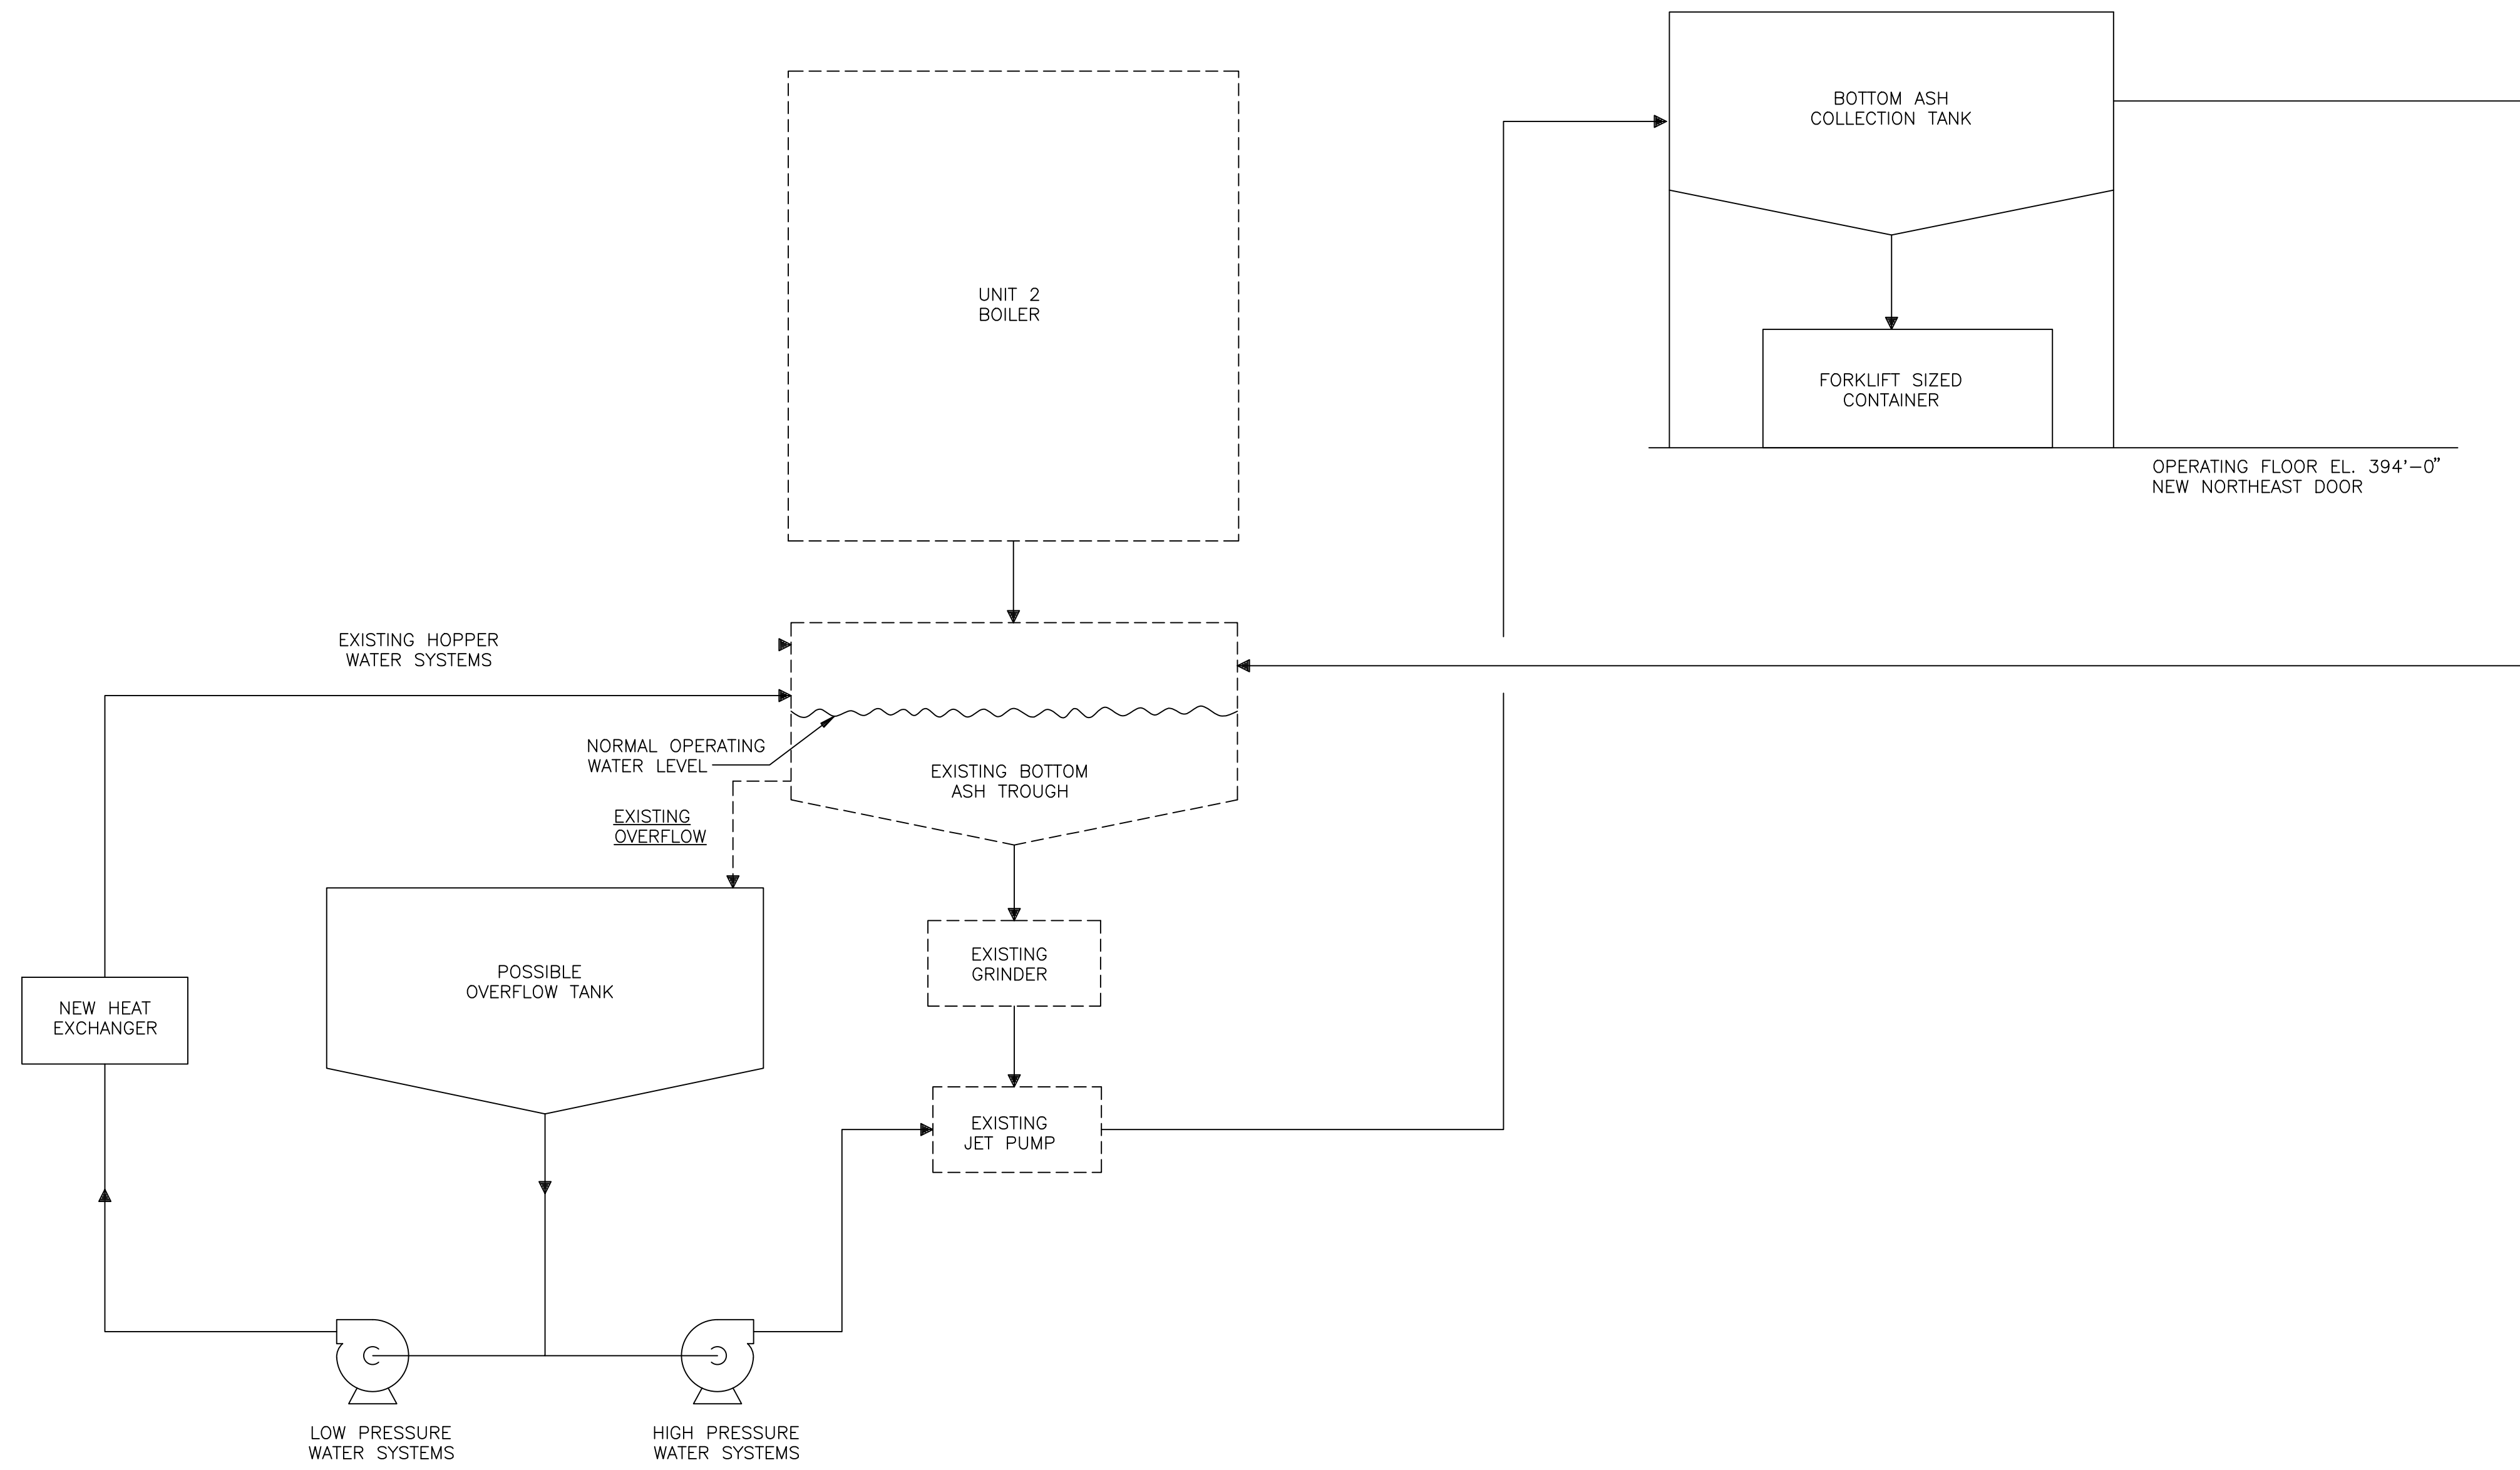 BOTTOM ASH
COLLECTION TANK
UNIT 2
BOILER
FORKLIFT SIZED
CONTAINER
OPERATING FLOOR EL. 394'-0"
NEW NORTHEAST DOOR
EXISTING HOPPER
WATER SYSTEMS
NORMAL OPERATING
WATER LEVEL
EXISTING BOTTOM
ASH TROUGH
EXISTING
OVERFLOW
EXISTING
GRINDER
POSSIBLE
OVERFLOW TANK
NEW HEAT
EXCHANGER
EXISTING
JET PUMP
LOW PRESSURE
WATER SYSTEMS
HIGH PRESSURE
WATER SYSTEMS